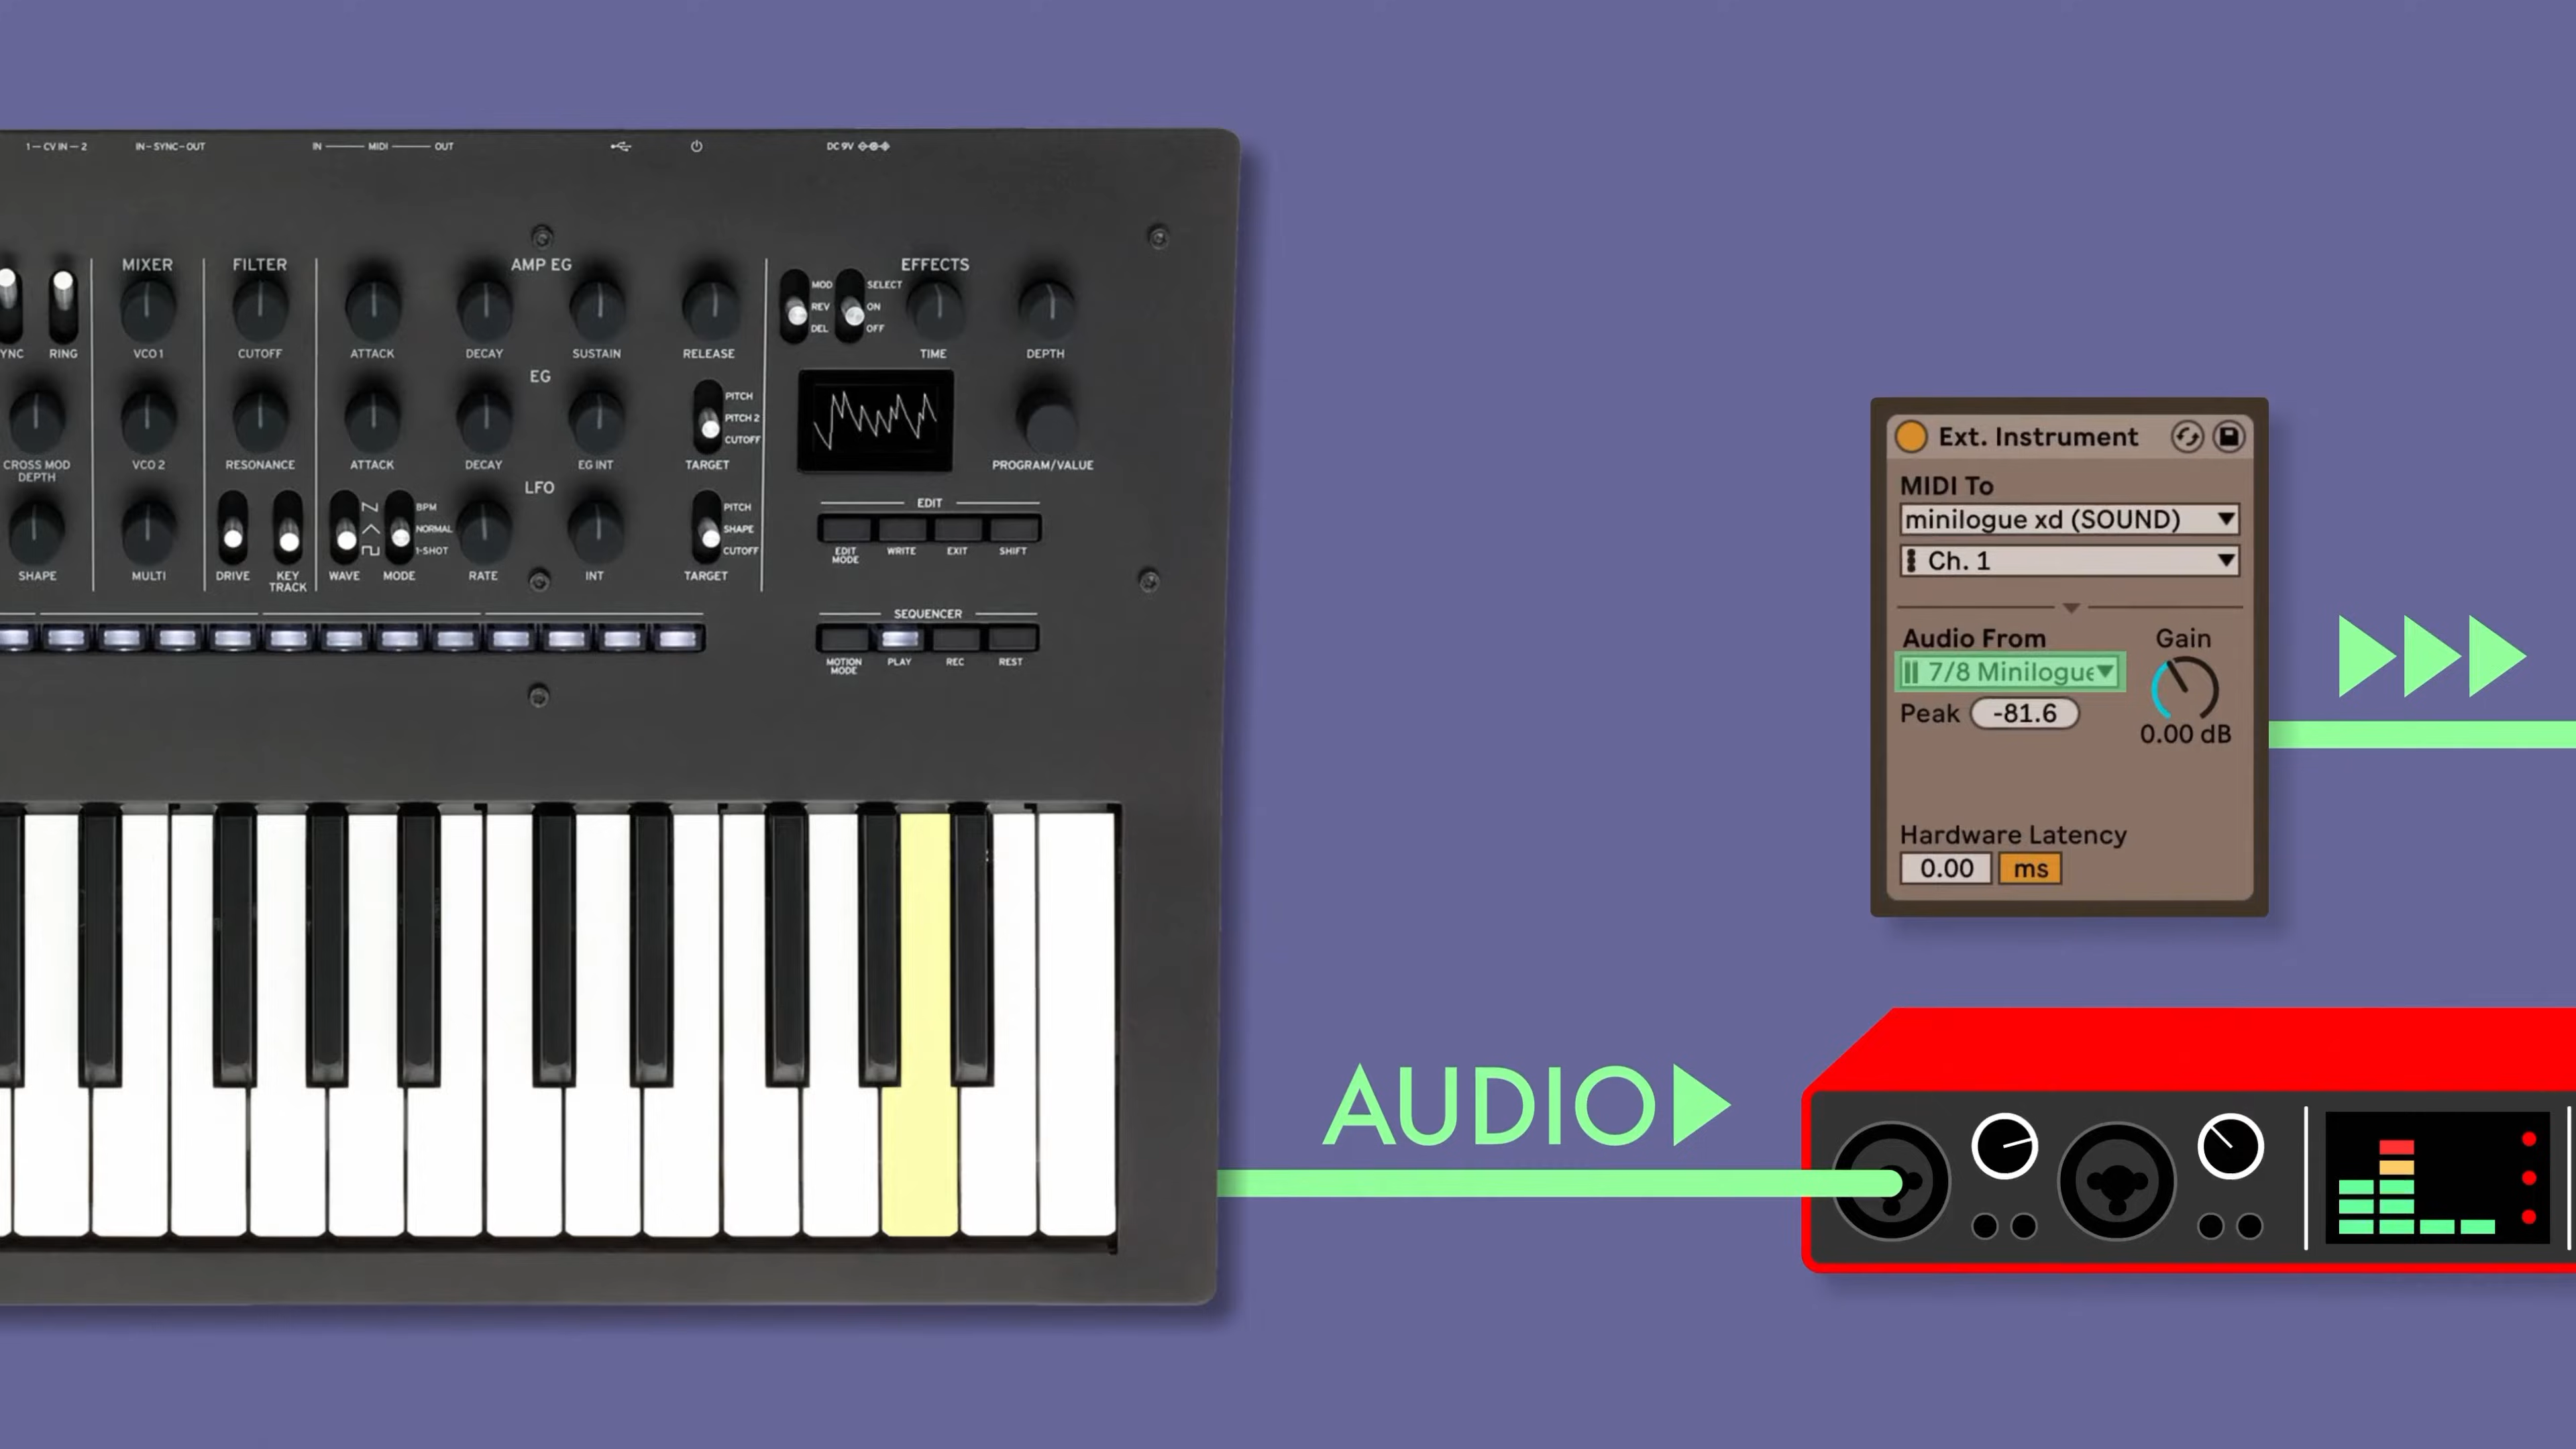 1 — CV IN — 2
IN – SYNC – OUT
IN —— MIDI —— OUT
DC 9V
MIXER
FILTER
AMP EG
EFFECTS
MOD
REV
DEL
SELECT
ON
OFF
YNC
RING
VCO 1
CUTOFF
ATTACK
DECAY
SUSTAIN
RELEASE
TIME
DEPTH
EG
PITCH
PITCH 2
CUTOFF
CROSS MOD
DEPTH
VCO 2
RESONANCE
ATTACK
DECAY
EG INT
TARGET
PROGRAM/VALUE
LFO
BPM
NORMAL
1-SHOT
PITCH
SHAPE
CUTOFF
SHAPE
MULTI
DRIVE
KEY
TRACK
WAVE
MODE
RATE
INT
TARGET
EDIT
EDIT
MODE
WRITE
EXIT
SHIFT
SEQUENCER
MOTION
MODE
PLAY
REC
REST
Ext. Instrument
MIDI To
minilogue xd (SOUND)
Ch. 1
Audio From
7/8 Minilogue
Peak -81.6
Gain
0.00 dB
Hardware Latency
0.00 ms
AUDIO